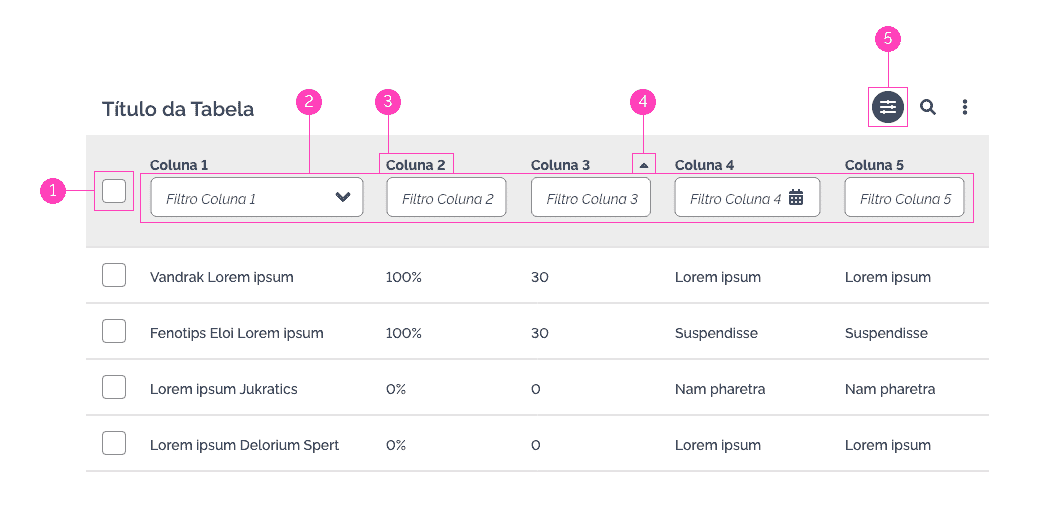 5
Título da Tabela
2
3
4
Coluna 1 Coluna 2 Coluna 3 Coluna 4 Coluna 5
1
Filtro Coluna 1 Filtro Coluna 2 Filtro Coluna 3 Filtro Coluna 4 Filtro Coluna 5
Vandrak Lorem ipsum 100% 30 Lorem ipsum Lorem ipsum
Fenotips Eloi Lorem ipsum 100% 30 Suspendisse Suspendisse
Lorem ipsum Jukratics 0% 0 Nam pharetra Nam pharetra
Lorem ipsum Delorium Spert 0% 0 Lorem ipsum Lorem ipsum